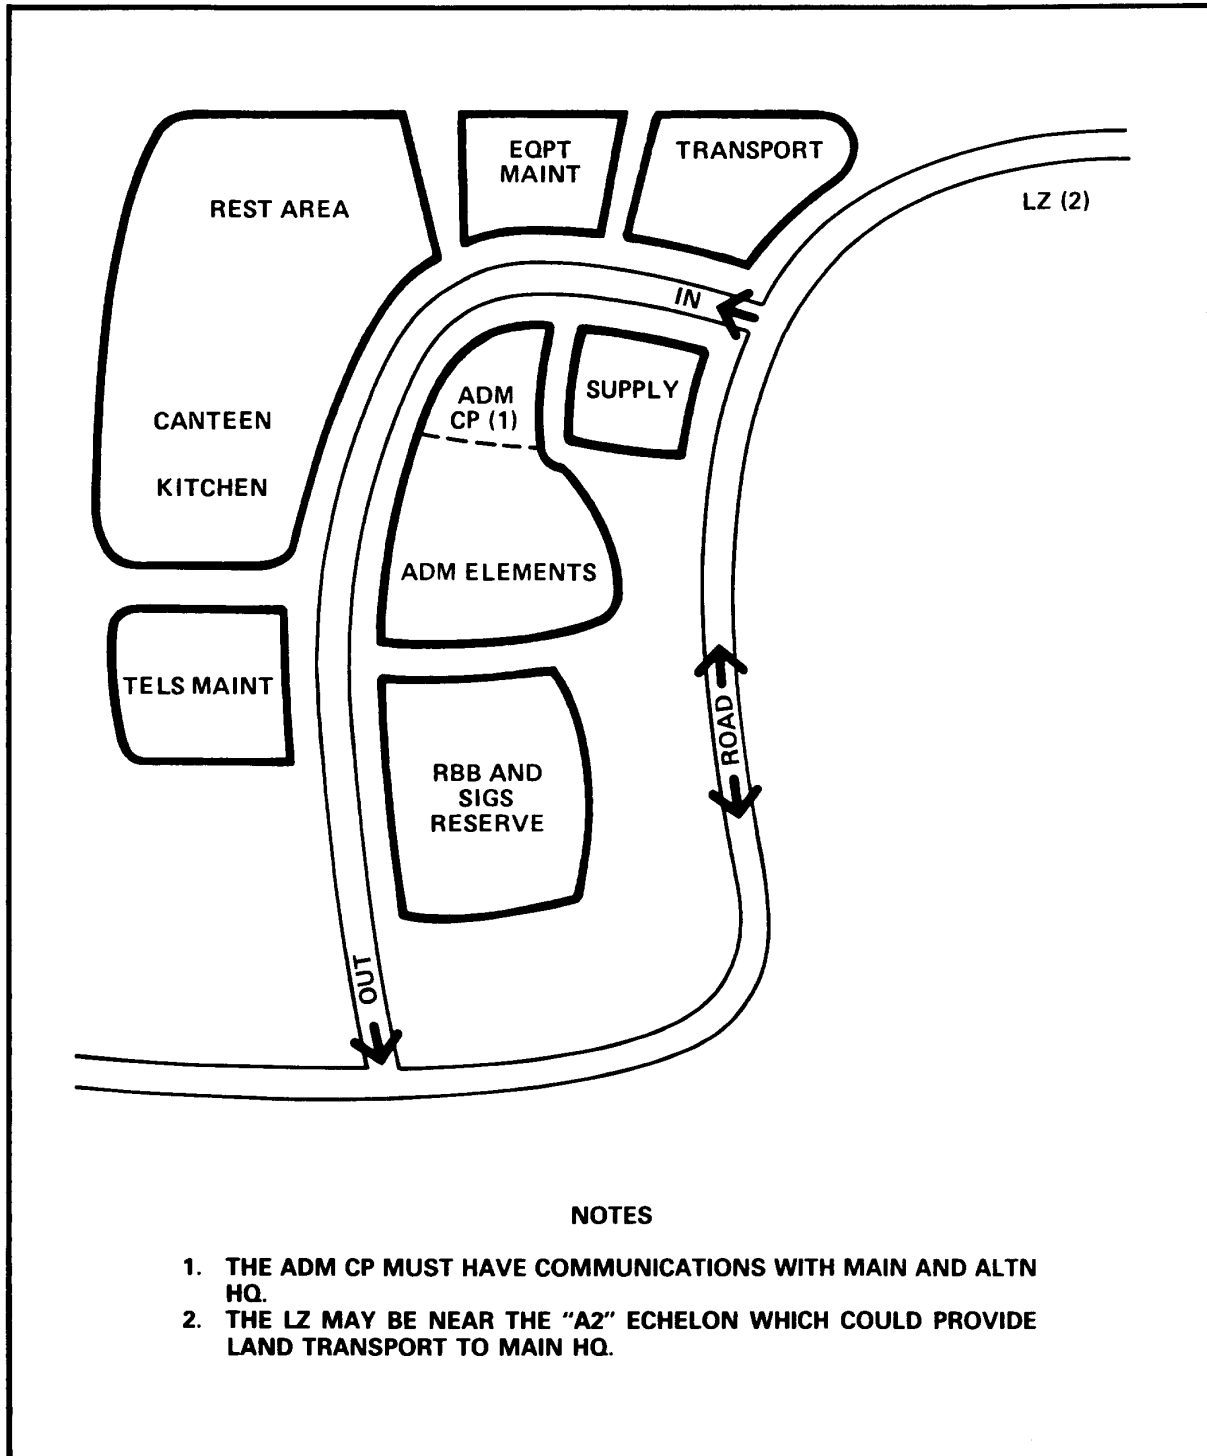 EQPT
MAINT
TRANSPORT
REST AREA
LZ (2)
IN
ADM
CP (1)
SUPPLY
CANTEEN
KITCHEN
ADM ELEMENTS
TELS MAINT
ROAD
RBB AND
SIGS
RESERVE
OUT
NOTES
1. THE ADM CP MUST HAVE COMMUNICATIONS WITH MAIN AND ALTN
HQ.
2. THE LZ MAY BE NEAR THE "A2" ECHELON WHICH COULD PROVIDE
LAND TRANSPORT TO MAIN HQ.